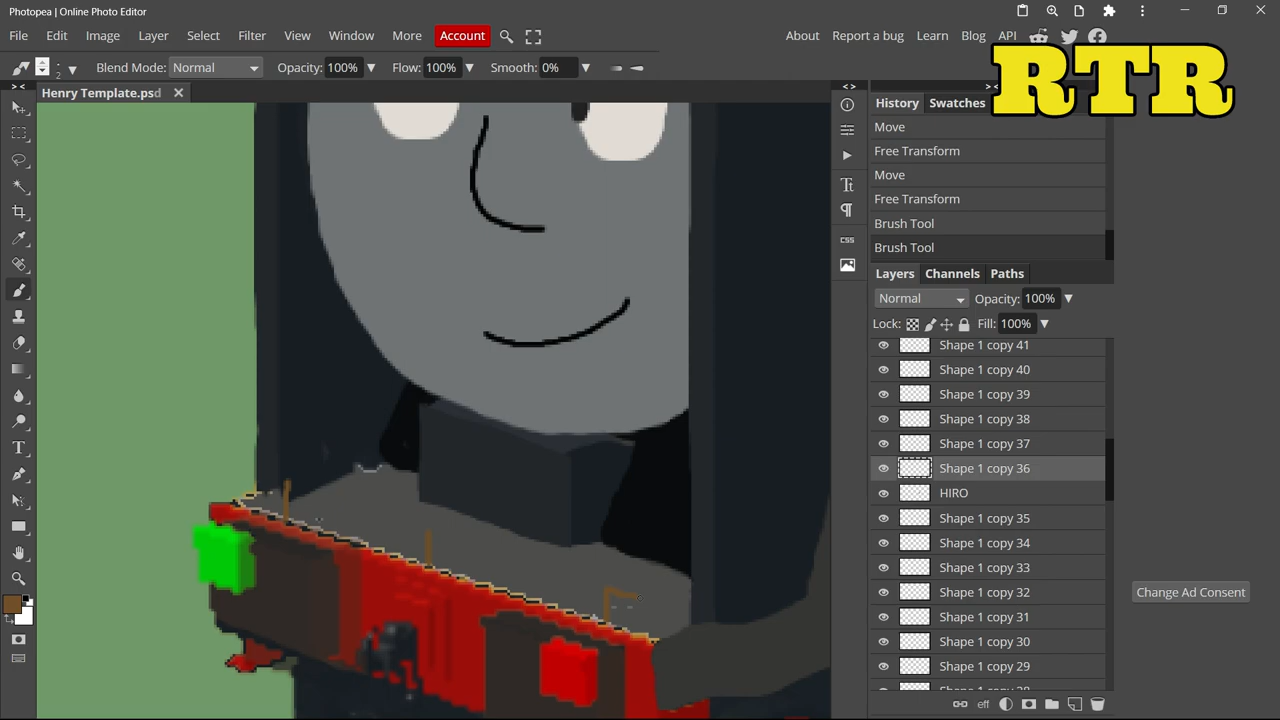 Photopea | Online Photo Editor
File Edit Image Layer Select Filter View Window More Account About Report a bug Learn Blog API
2 Blend Mode: Normal Opacity: 100% Flow: 100% Smooth: 0%
RTR
Henry Template.psd
History Swatches
Move
Free Transform
Move
Free Transform
Brush Tool
Brush Tool
CSS
Layers Channels Paths
Normal Opacity: 100%
Lock: Fill: 100%
Shape 1 copy 41
Shape 1 copy 40
Shape 1 copy 39
Shape 1 copy 38
Shape 1 copy 37
Shape 1 copy 36
HIRO
Shape 1 copy 35
Shape 1 copy 34
Shape 1 copy 33
Shape 1 copy 32
Change Ad Consent
Shape 1 copy 31
Shape 1 copy 30
Shape 1 copy 29
eff